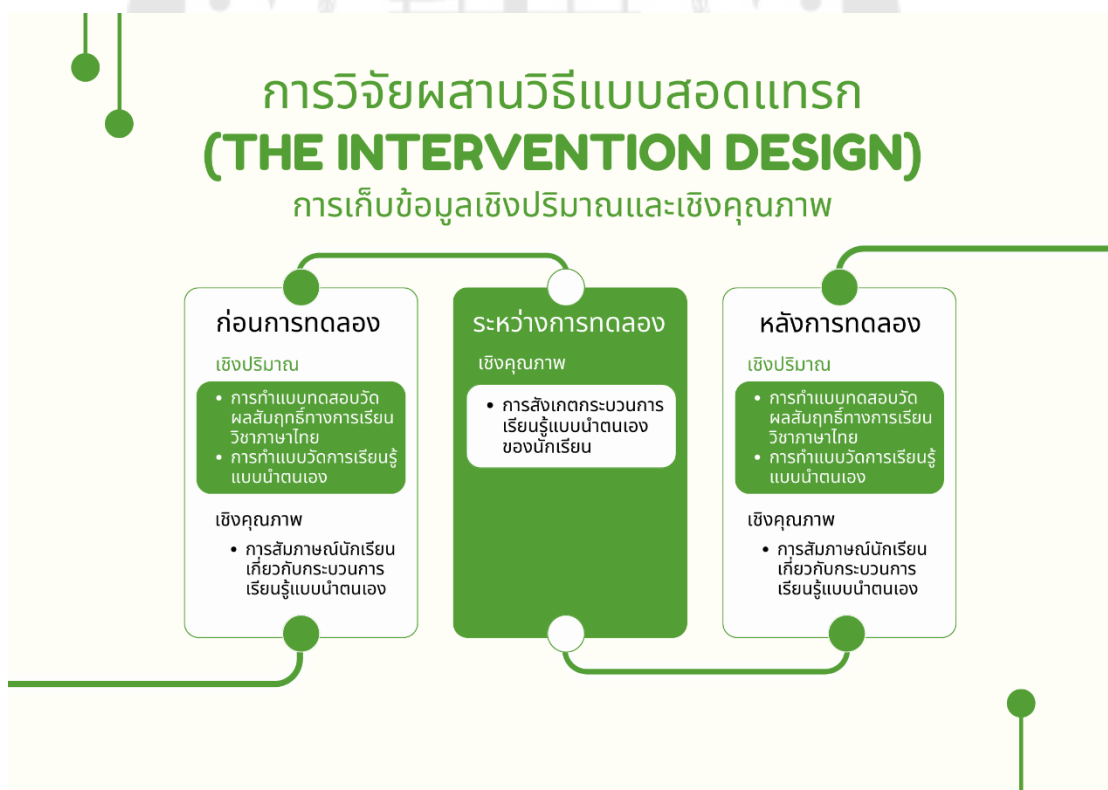 การวิจัยผสานวิธีแบบสอดแทรก
(THE INTERVENTION DESIGN)
การเก็บข้อมูลเชิงปริมาณและเชิงคุณภาพ
ก่อนการทดลอง
เชิงปริมาณ
• การทำแบบทดสอบวัด
ผลสัมฤทธิ์ทางการเรียน
วิชาภาษาไทย
• การทำแบบวัดการเรียนรู้
แบบนำตนเอง
เชิงคุณภาพ
• การสัมภาษณ์นักเรียน
เกี่ยวกับกระบวนการ
เรียนรู้แบบนำตนเอง
ระหว่างการทดลอง
เชิงคุณภาพ
• การสังเกตกระบวนการ
เรียนรู้แบบนำตนเอง
ของนักเรียน
หลังการทดลอง
เชิงปริมาณ
• การทำแบบทดสอบวัด
ผลสัมฤทธิ์ทางการเรียน
วิชาภาษาไทย
• การทำแบบวัดการเรียนรู้
แบบนำตนเอง
เชิงคุณภาพ
• การสัมภาษณ์นักเรียน
เกี่ยวกับกระบวนการ
เรียนรู้แบบนำตนเอง